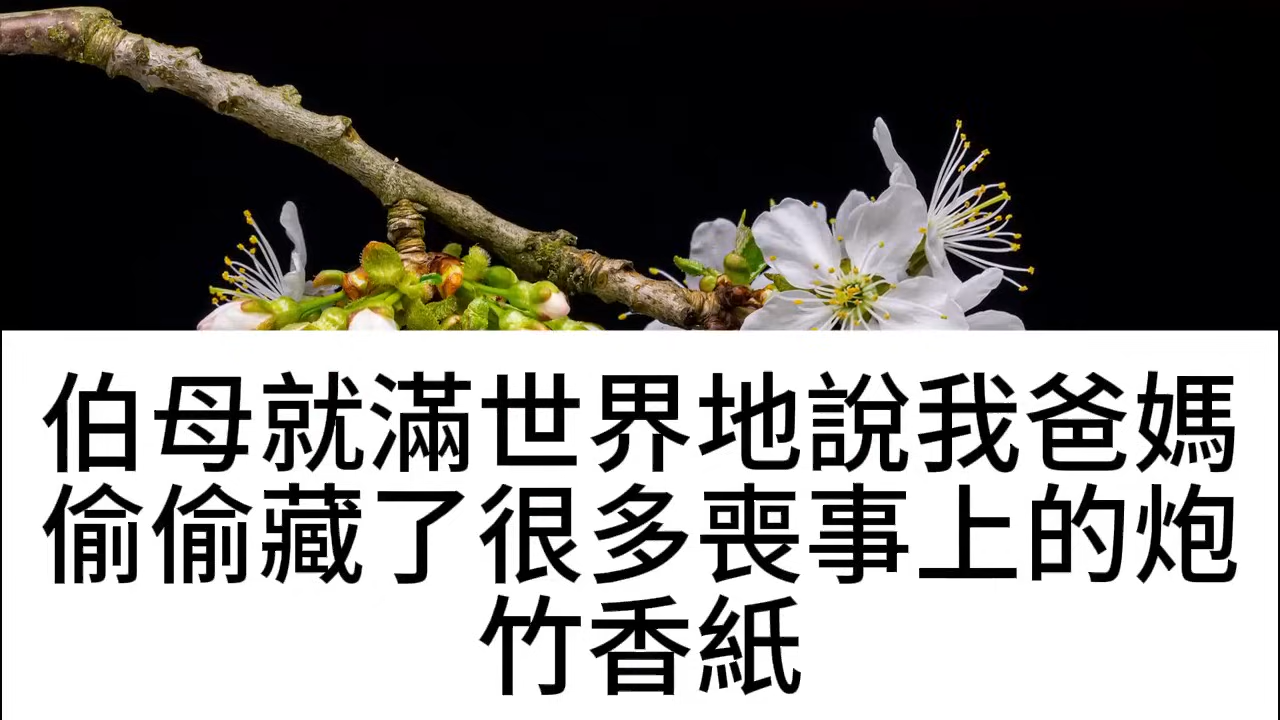 伯母就滿世界地說我爸媽
偷偷藏了很多喪事上的炮
竹香紙